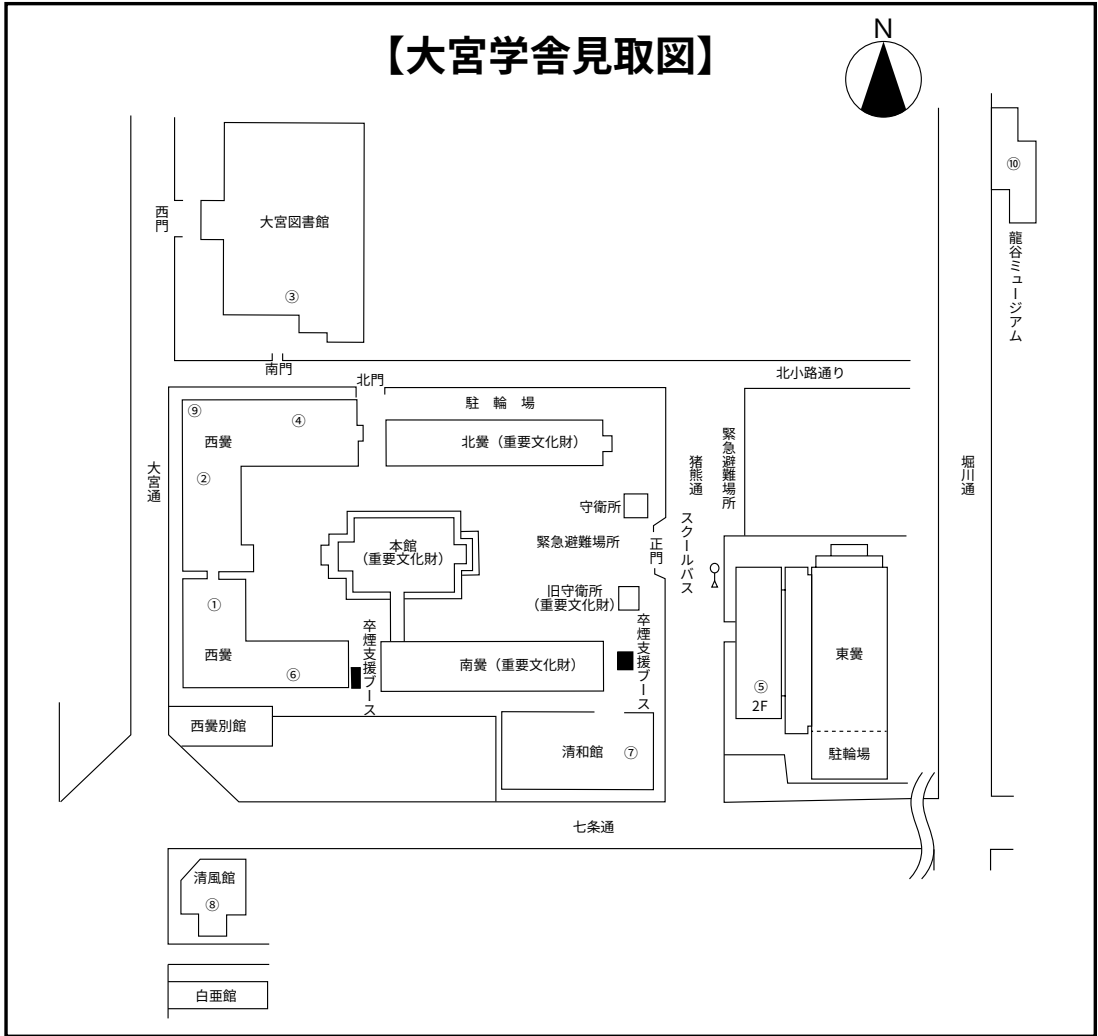 【大宮学舎見取図】
N
⑩
西門
大宮図書館
龍谷ミュージアム
③
南門
北小路通り
北門
⑨
④
駐 輪 場
西黌
北黌（重要文化財）
緊急避難場所
猪熊通
大宮通
②
堀川通
守衛所
スクールバス
本館
（重要文化財）
緊急避難場所
正門
旧守衛所
（重要文化財）
①
卒煙支援ブース
卒煙支援ブース
西黌
⑥
南黌（重要文化財）
東黌
⑤
2F
西黌別館
清和館
⑦
駐輪場
七条通
清風館
⑧
白亜館